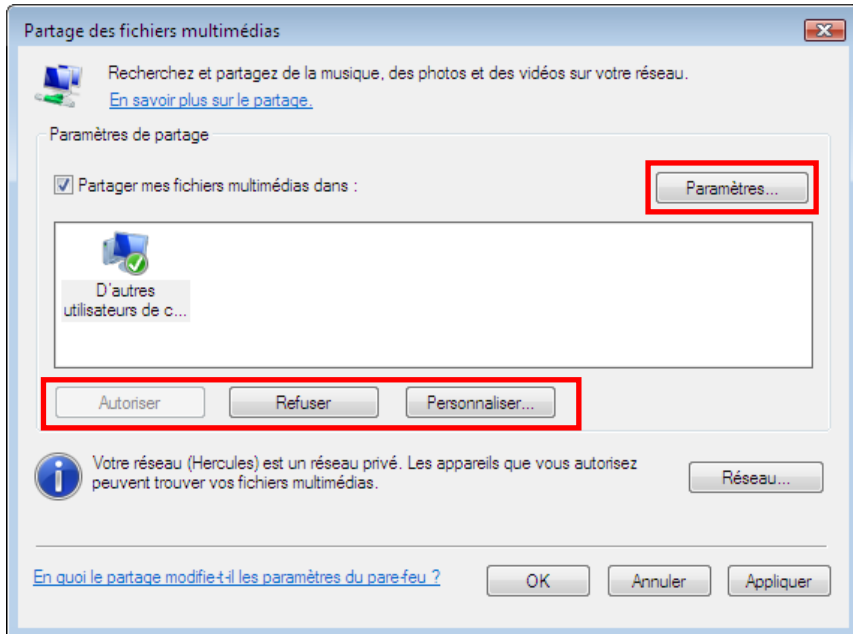 Partage des fichiers multimédias
Recherchez et partagez de la musique, des photos et des vidéos sur votre réseau.
En savoir plus sur le partage.
Paramètres de partage
Partager mes fichiers multimédias dans :
Paramètres...
D'autres
utilisateurs de c...
Autoriser
Refuser
Personnaliser...
Votre réseau (Hercules) est un réseau privé. Les appareils que vous autorisez
peuvent trouver vos fichiers multimédias.
Réseau...
En quoi le partage modifie-t-il les paramètres du pare-feu ?
OK
Annuler
Appliquer